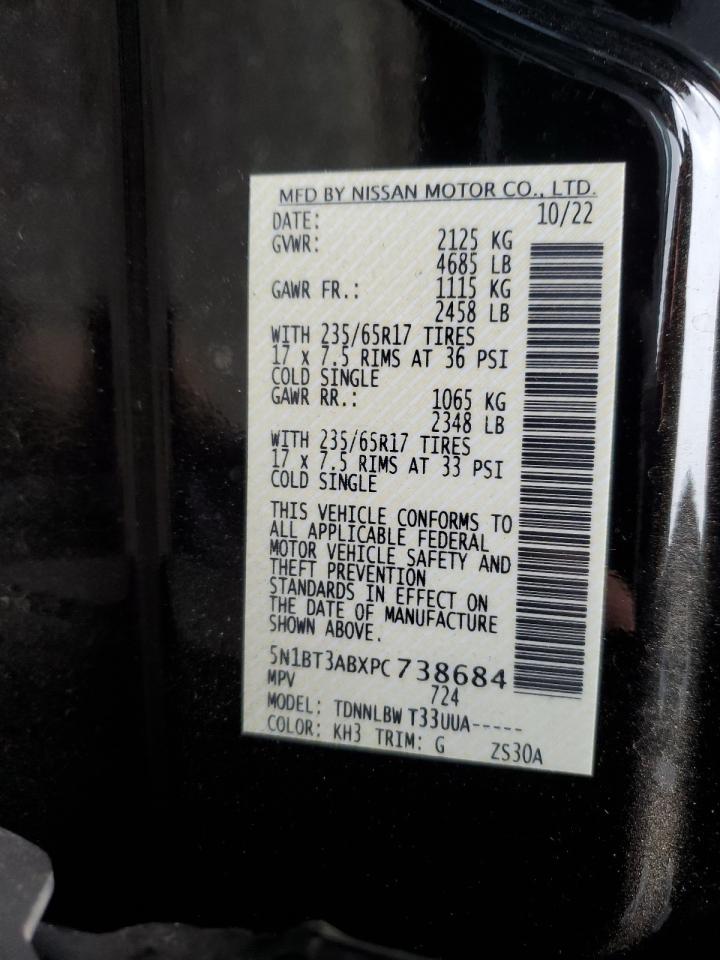 MFD BY NISSAN MOTOR CO., LTD.
DATE: 10/22
GVWR: 2125 KG
4685 LB
GAWR FR.: 1115 KG
2458 LB
WITH 235/65R17 TIRES
17 x 7.5 RIMS AT 36 PSI
COLD SINGLE
GAWR RR.: 1065 KG
2348 LB
WITH 235/65R17 TIRES
17 x 7.5 RIMS AT 33 PSI
COLD SINGLE
THIS VEHICLE CONFORMS TO
ALL APPLICABLE FEDERAL
MOTOR VEHICLE SAFETY AND
THEFT PREVENTION
STANDARDS IN EFFECT ON
THE DATE OF MANUFACTURE
SHOWN ABOVE.
5N1BT3ABXPC738684
MPV 724
MODEL: TDNNLBW T33UUA-----
COLOR: KH3 TRIM: G ZS30A